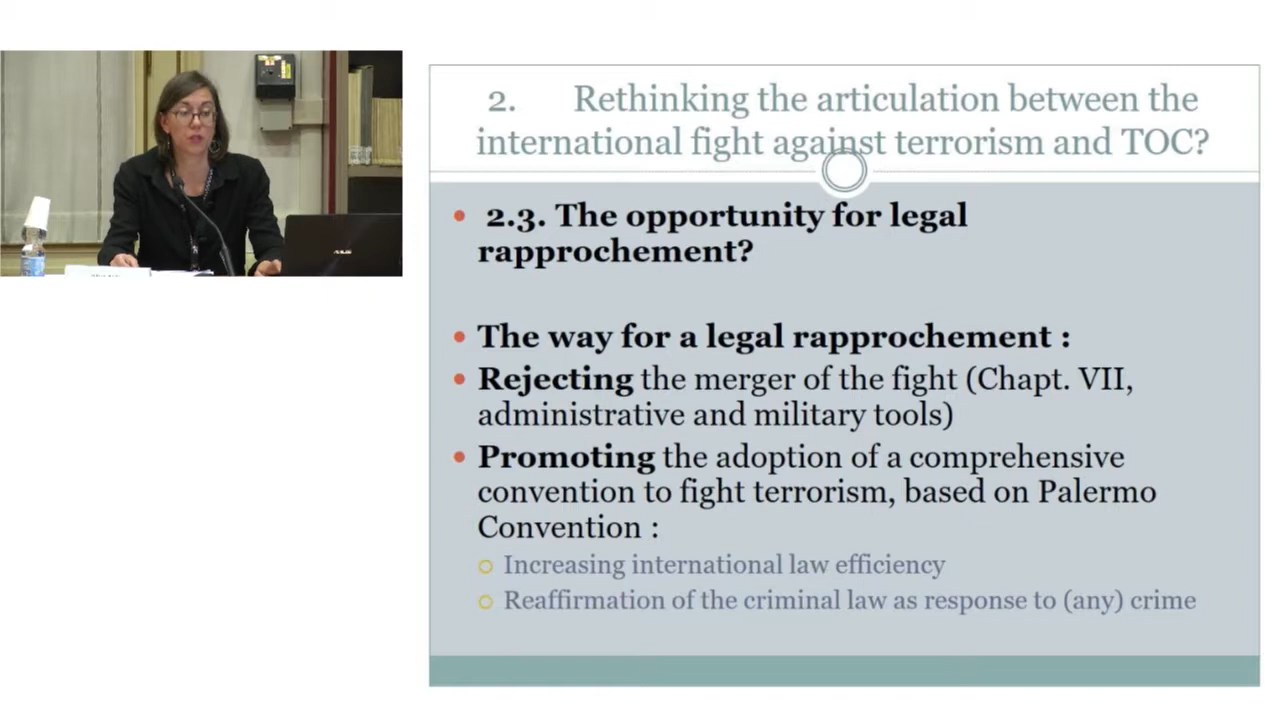 2. Rethinking the articulation between the
international fight against terrorism and TOC?
• 2.3. The opportunity for legal
rapprochement?
• The way for a legal rapprochement :
• Rejecting the merger of the fight (Chapt. VII,
administrative and military tools)
• Promoting the adoption of a comprehensive
convention to fight terrorism, based on Palermo
Convention :
○ Increasing international law efficiency
○ Reaffirmation of the criminal law as response to (any) crime
ASUS